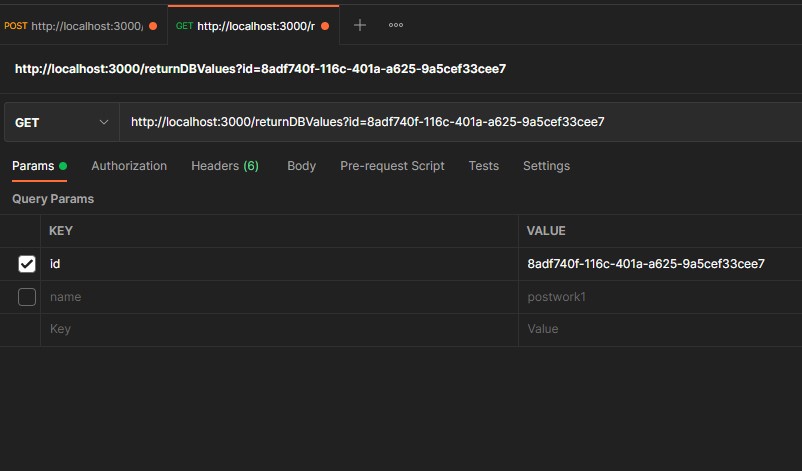 POST http://localhost:3000/ GET http://localhost:3000/r
http://localhost:3000/returnDBValues?id=8adf740f-116c-401a-a625-9a5cef33cee7
GET http://localhost:3000/returnDBValues?id=8adf740f-116c-401a-a625-9a5cef33cee7
Params Authorization Headers (6) Body Pre-request Script Tests Settings
Query Params
KEY VALUE
id 8adf740f-116c-401a-a625-9a5cef33cee7
name postwork1
Key Value